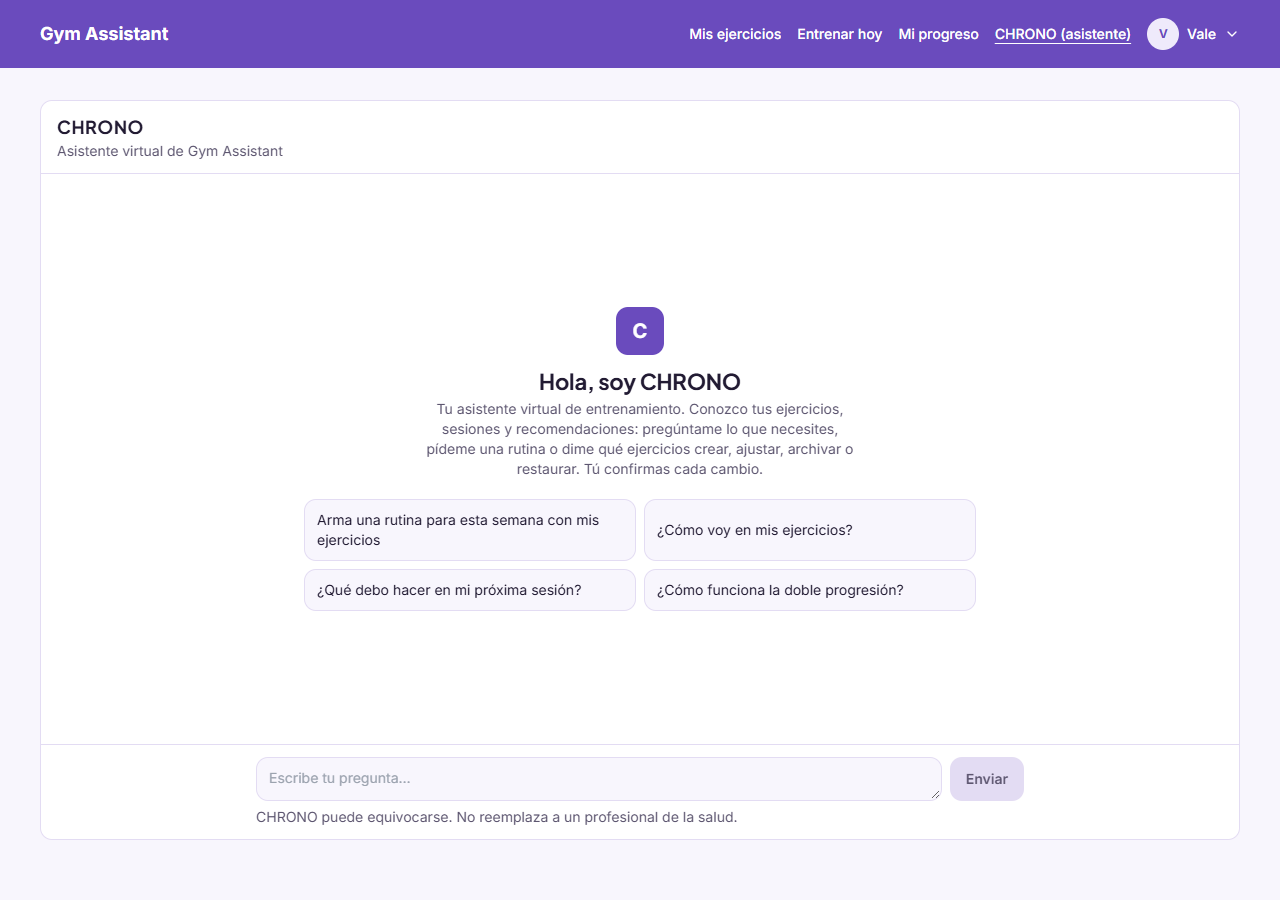 Gym Assistant
Mis ejercicios
Entrenar hoy
Mi progreso
CHRONO (asistente)
V
Vale
CHRONO
Asistente virtual de Gym Assistant
C
Hola, soy CHRONO
Tu asistente virtual de entrenamiento. Conozco tus ejercicios,
sesiones y recomendaciones: pregúntame lo que necesites,
pídeme una rutina o dime qué ejercicios crear, ajustar, archivar o
restaurar. Tú confirmas cada cambio.
Arma una rutina para esta semana con mis
ejercicios
¿Cómo voy en mis ejercicios?
¿Qué debo hacer en mi próxima sesión?
¿Cómo funciona la doble progresión?
Escribe tu pregunta...
Enviar
CHRONO puede equivocarse. No reemplaza a un profesional de la salud.